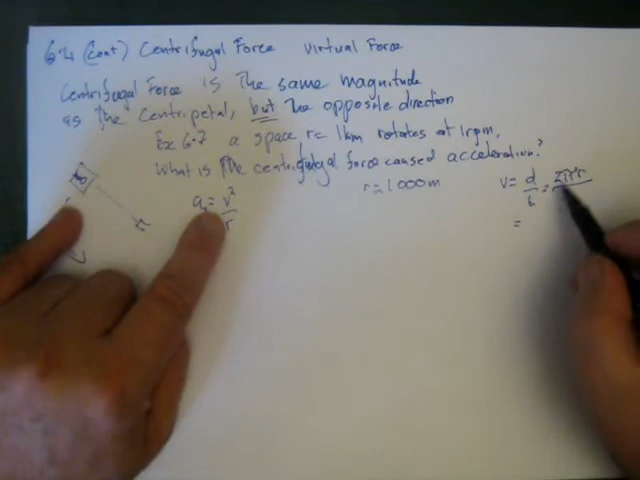 6.4 (cont) Centrifugal Force virtual Force
Centrifugal Force is the same magnitude
as the Centripetal, but the opposite direction
Ex 6.7 a space r= 1km rotates at 1rpm,
What is the centrifugal force caused acceleration?
r=1000m
v= d/t = 2πr
a = v²/r
=